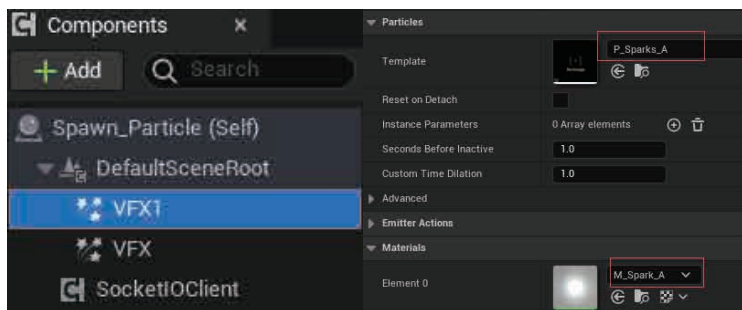 Components ×
Add Search
Spawn_Particle (Self)
DefaultSceneRoot
VFX1
VFX
SocketIOClient
Particles
Template P_Sparks_A
Reset on Detach
Instance Parameters 0 Array elements
Seconds Before Inactive 1.0
Custom Time Dilation 1.0
Advanced
Emitter Actions
Materials
Element 0 M_Spark_A